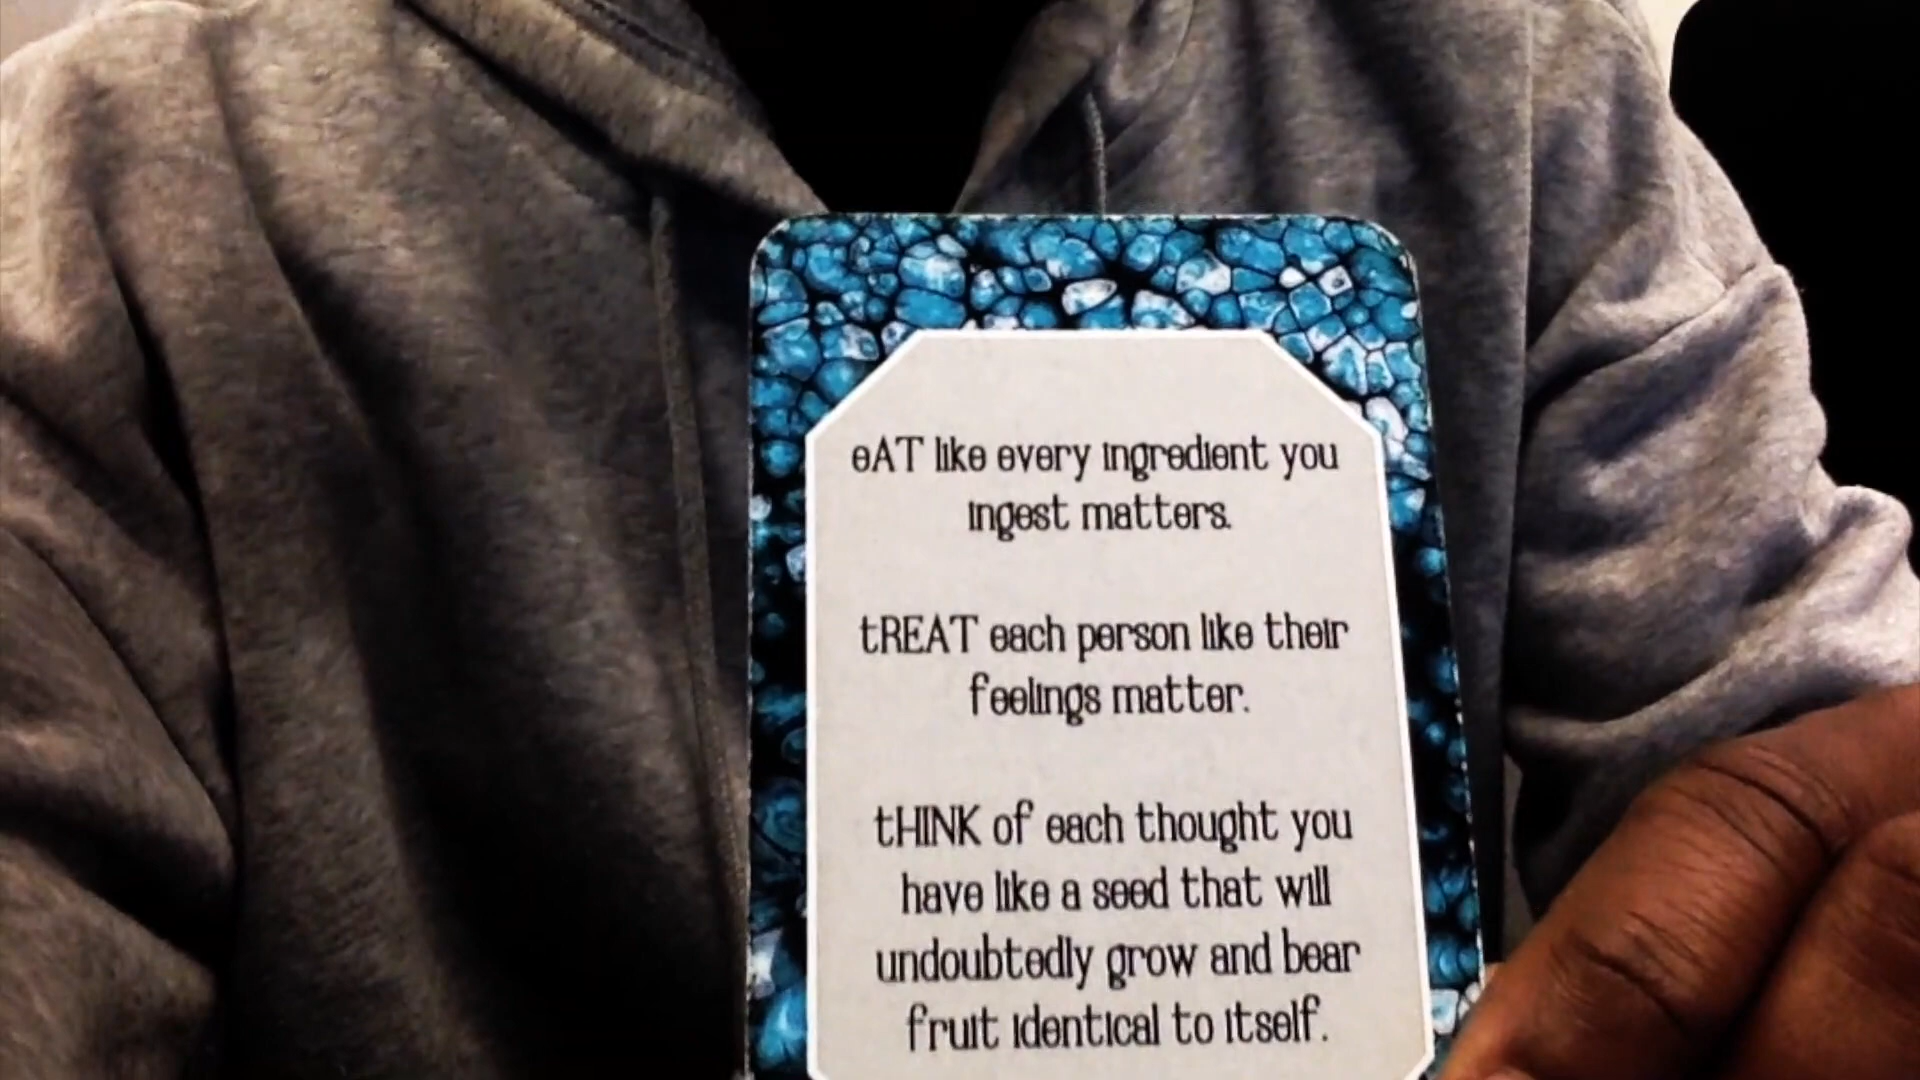 eAT like every ingredient you
ingest matters.
tREAT each person like their
feelings matter.
tHINK of each thought you
have like a seed that will
undoubtedly grow and bear
fruit identical to itself.